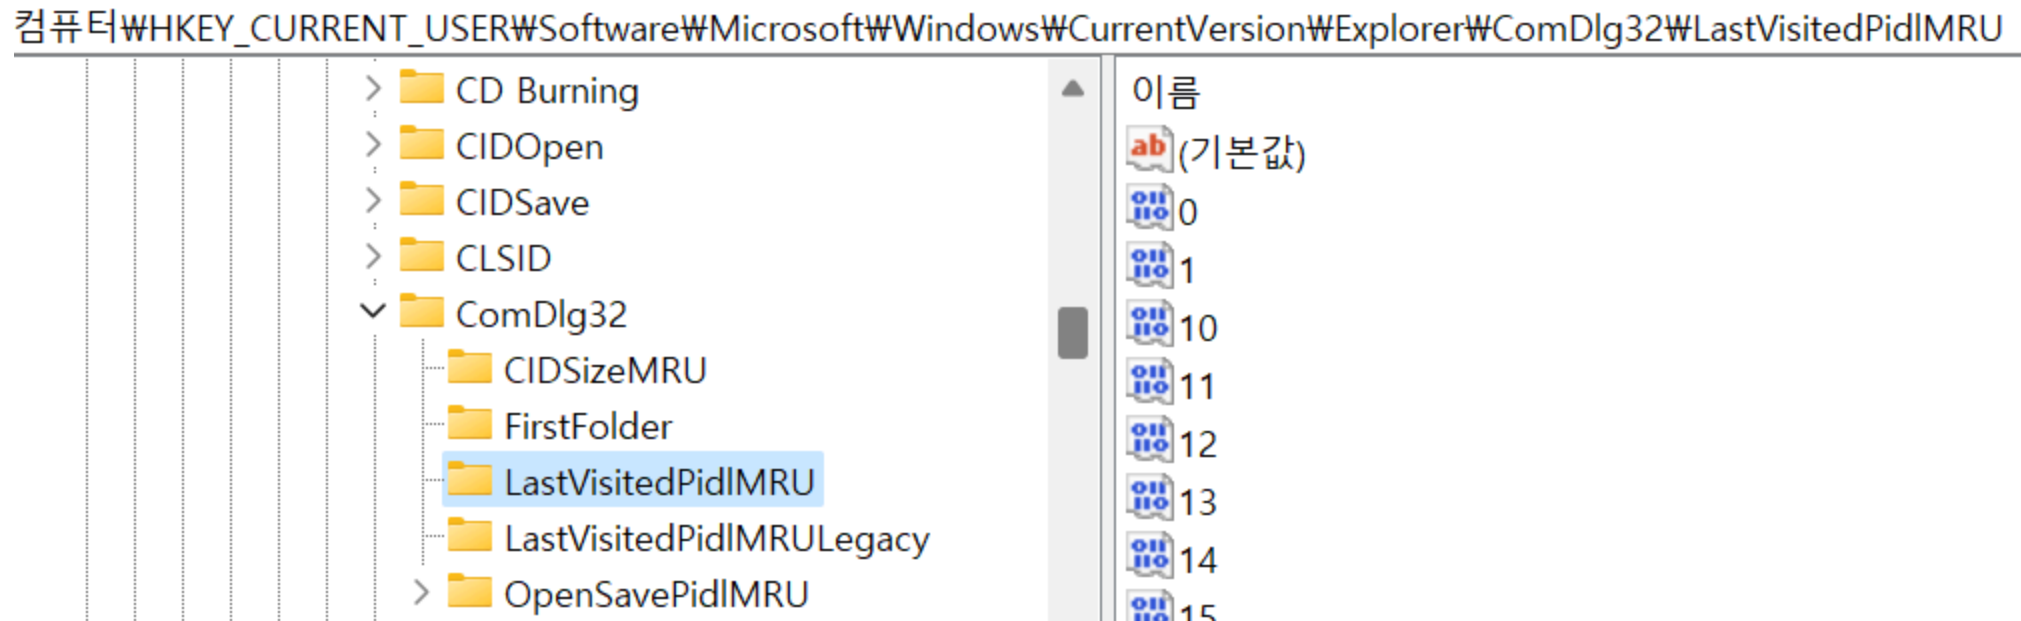 컴퓨터₩HKEY_CURRENT_USER₩Software₩Microsoft₩Windows₩CurrentVersion₩Explorer₩ComDlg32₩LastVisitedPidlMRU
CD Burning
CIDOpen
CIDSave
CLSID
ComDlg32
CIDSizeMRU
FirstFolder
LastVisitedPidlMRU
LastVisitedPidlMRULegacy
OpenSavePidlMRU
이름
(기본값)
0
1
10
11
12
13
14
15